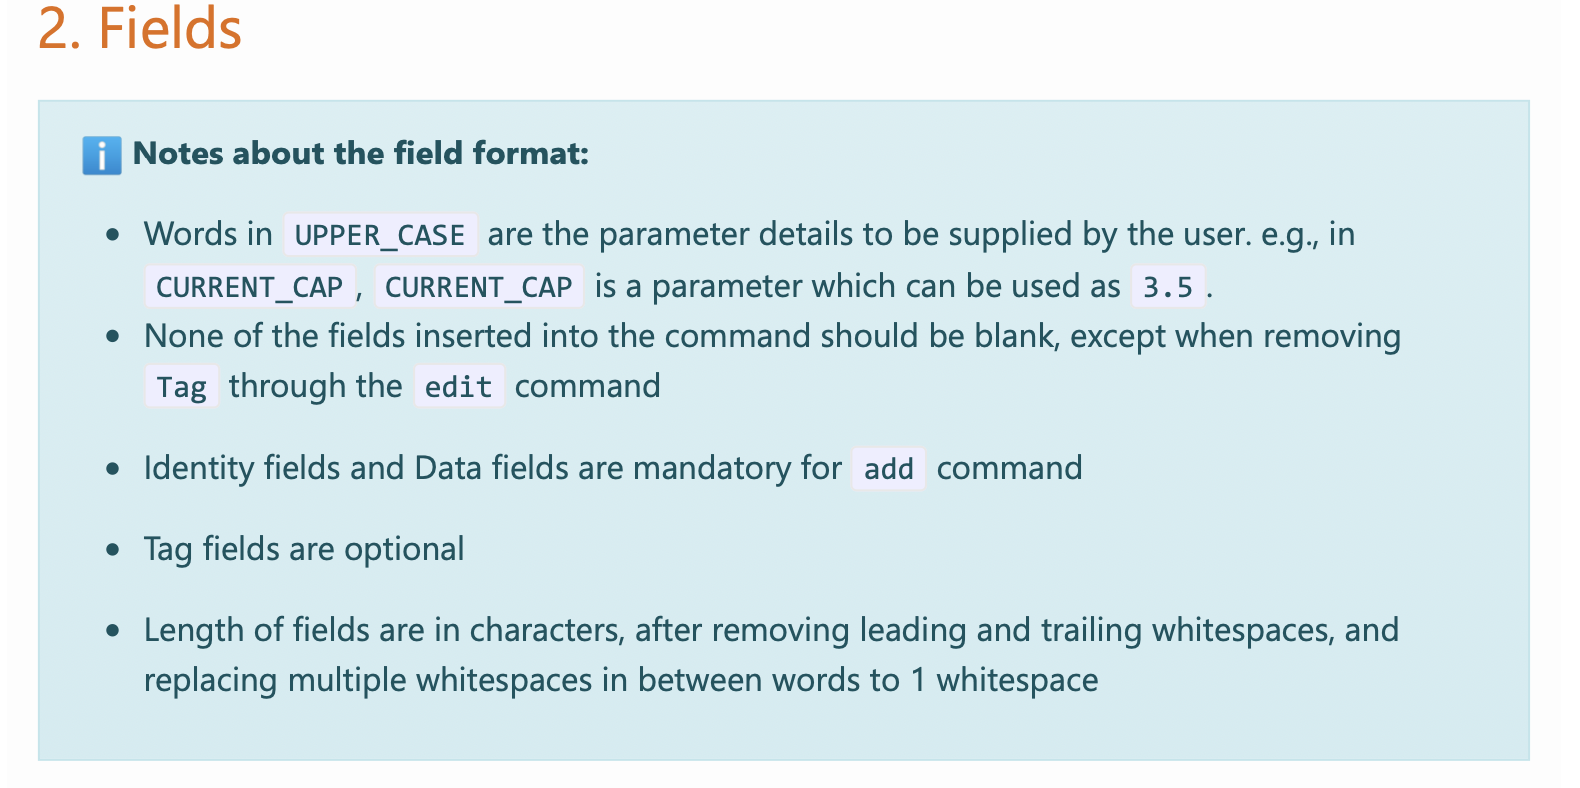 2. Fields
ℹ Notes about the field format:
• Words in UPPER_CASE are the parameter details to be supplied by the user. e.g., in
CURRENT_CAP, CURRENT_CAP is a parameter which can be used as 3.5.
• None of the fields inserted into the command should be blank, except when removing
Tag through the edit command
• Identity fields and Data fields are mandatory for add command
• Tag fields are optional
• Length of fields are in characters, after removing leading and trailing whitespaces, and
replacing multiple whitespaces in between words to 1 whitespace